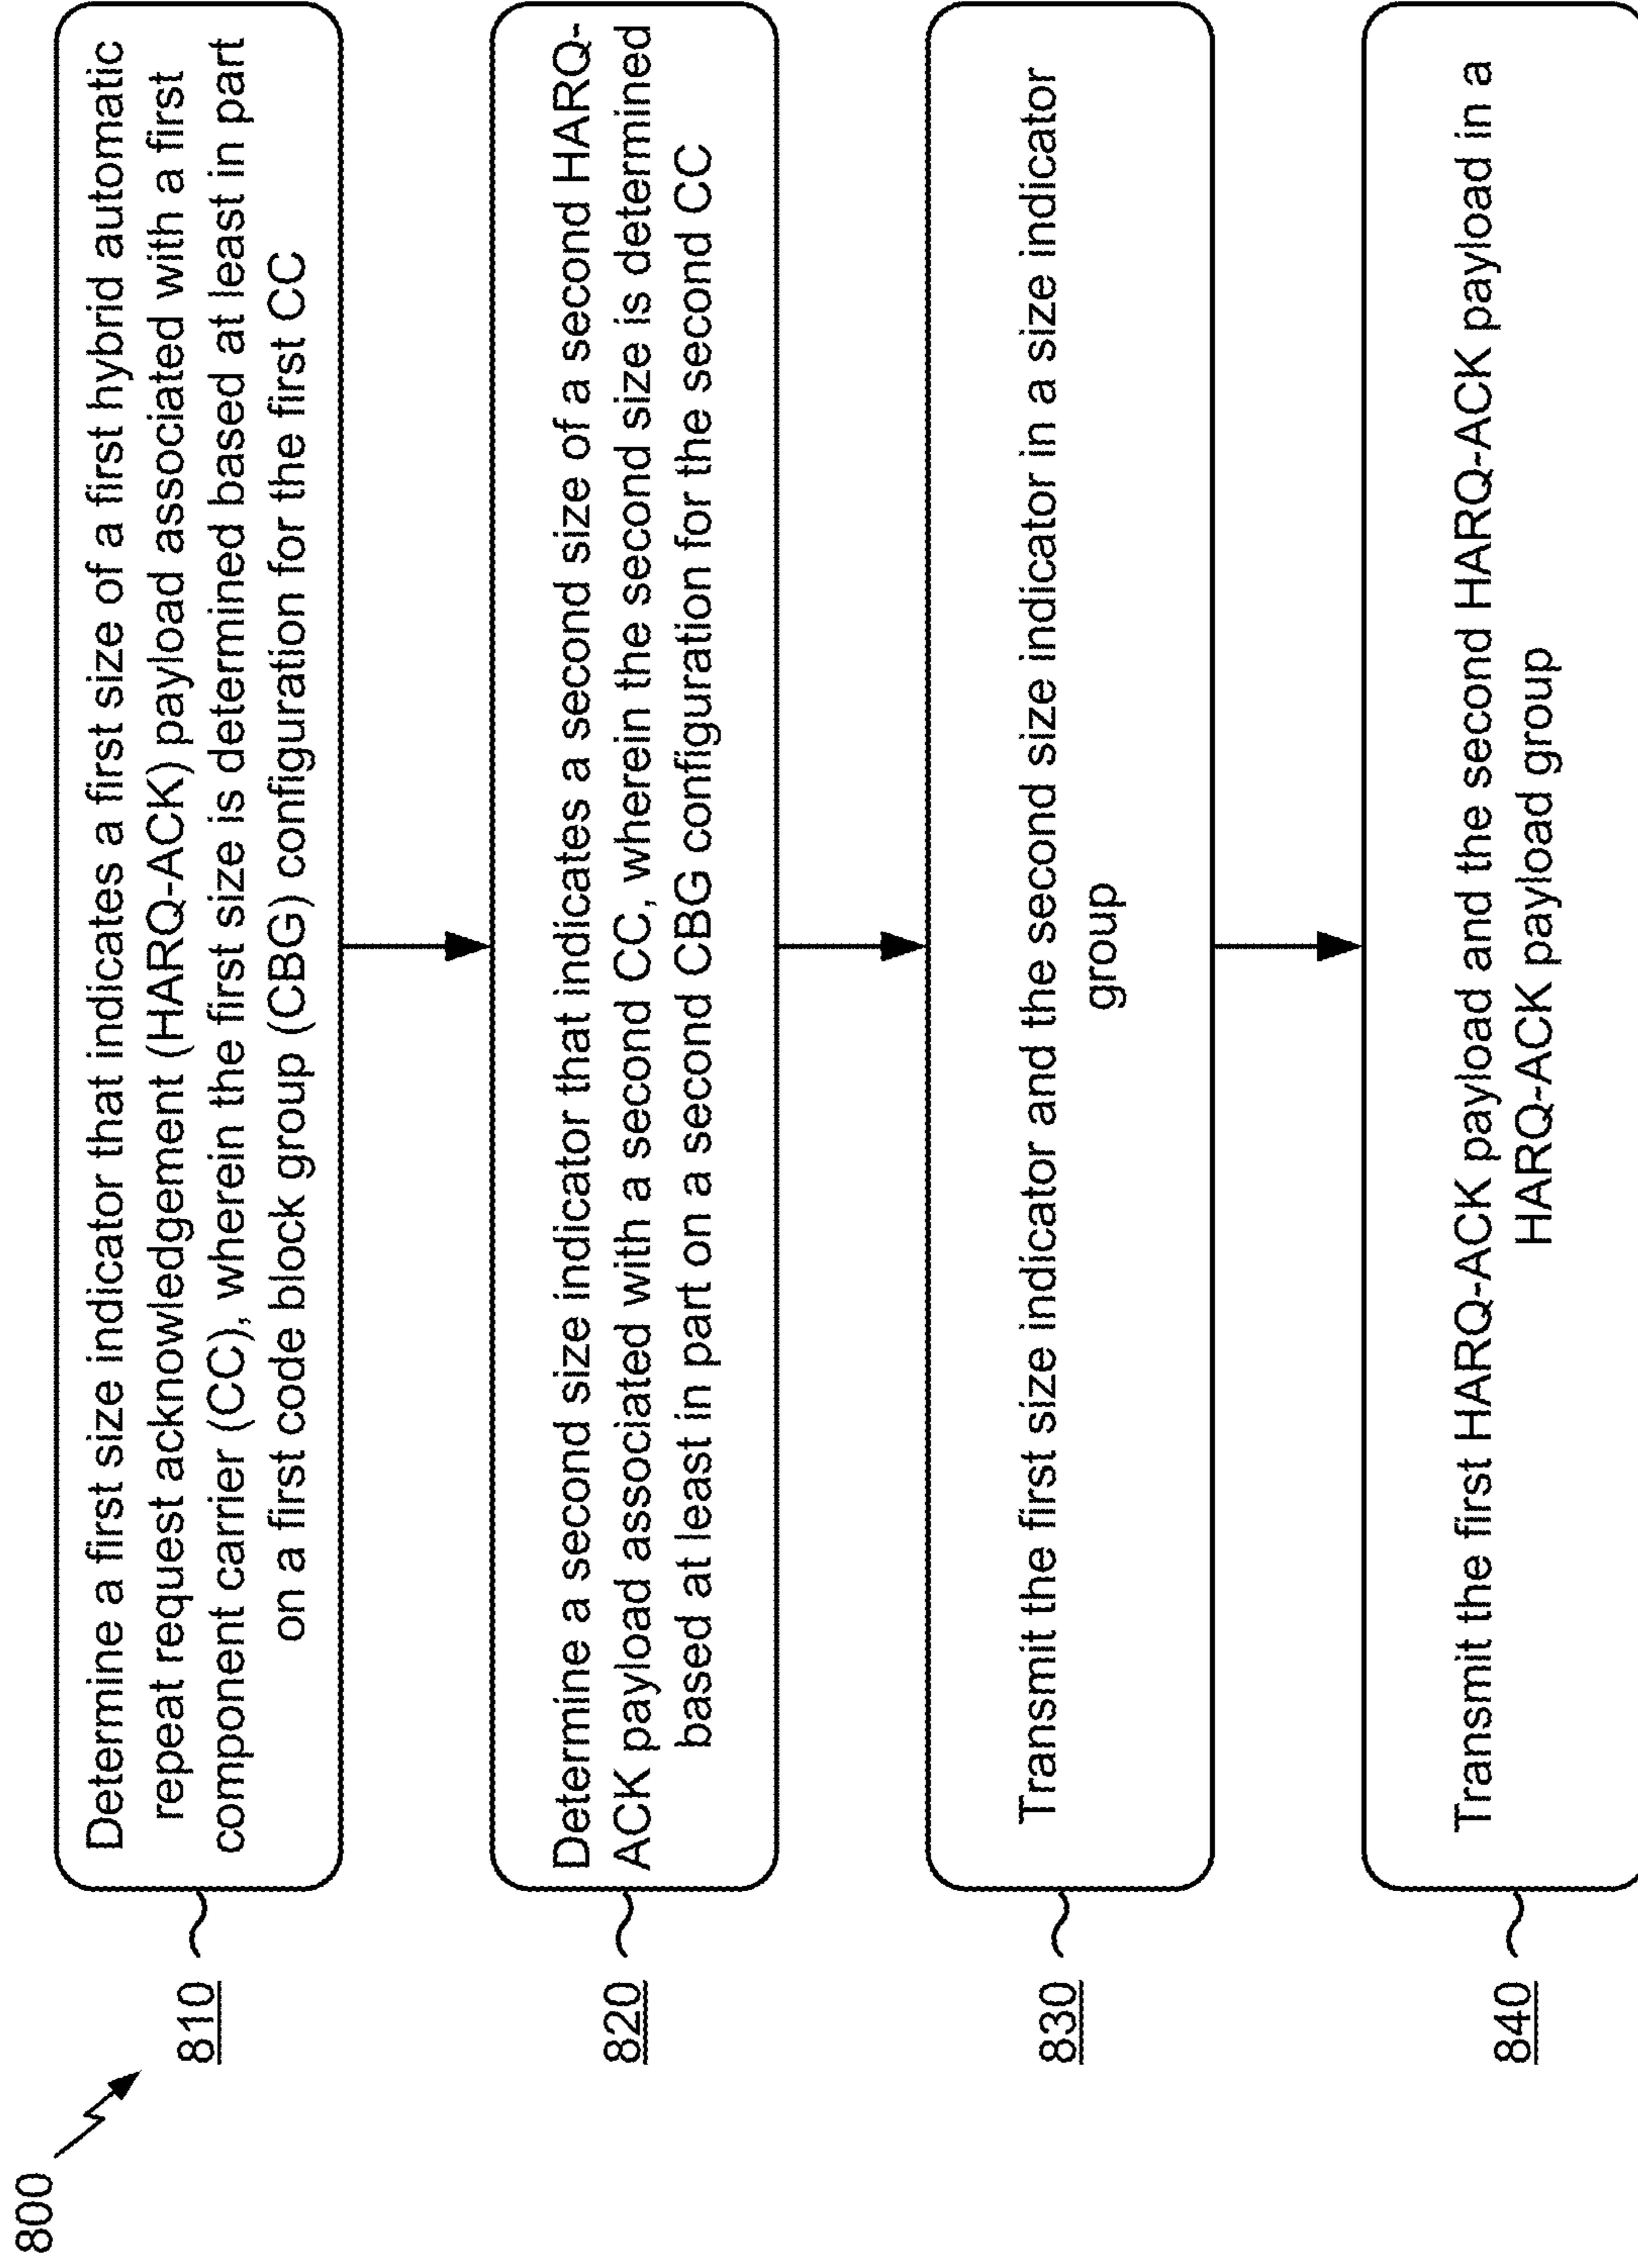 800
810
Determine a first size indicator that indicates a first size of a first hybrid automatic
repeat request acknowledgement (HARQ-ACK) payload associated with a first
component carrier (CC), wherein the first size is determined based at least in part
on a first code block group (CBG) configuration for the first CC
820
Determine a second size indicator that indicates a second size of a second HARQ-
ACK payload associated with a second CC, wherein the second size is determined
based at least in part on a second CBG configuration for the second CC
830
Transmit the first size indicator and the second size indicator in a size indicator
group
840
Transmit the first HARQ-ACK payload and the second HARQ-ACK payload in a
HARQ-ACK payload group